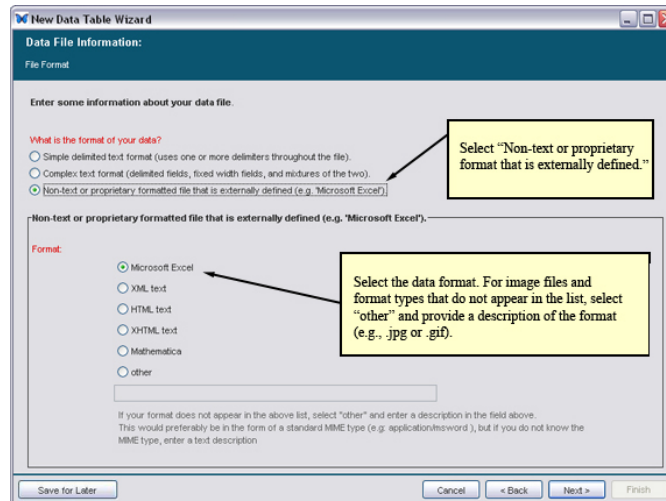 New Data Table Wizard
Data File Information:
File Format
Enter some information about your data file.
What is the format of your data?
Simple delimited text format (uses one or more delimiters throughout the file).
Complex text format (delimited fields, fixed width fields, and mixtures of the two).
Non-text or proprietary formatted file that is externally defined (e.g. 'Microsoft Excel').
Select “Non-text or proprietary
format that is externally defined.”
Non-text or proprietary formatted file that is externally defined (e.g. 'Microsoft Excel').
Format:
Microsoft Excel
XML text
HTML text
XHTML text
Mathematica
other
Select the data format. For image files and
format types that do not appear in the list, select
“other” and provide a description of the format
(e.g., .jpg or .gif).
If your format does not appear in the above list, select "other" and enter a description in the field above.
This would preferably be in the form of a standard MIME type (e.g: application/msword ), but if you do not know the
MIME type, enter a text description
Save for Later
Cancel
< Back
Next >
Finish